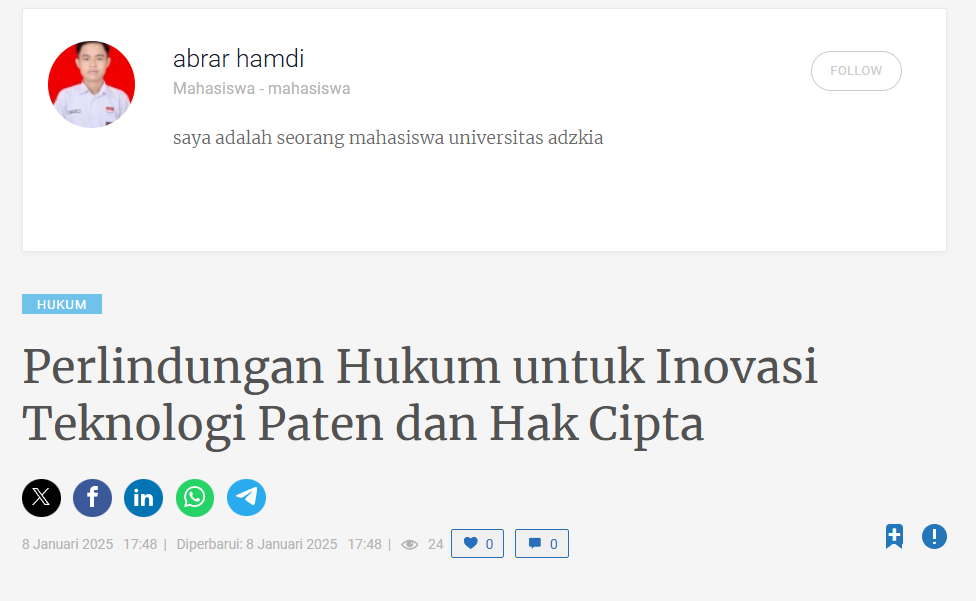 abrar hamdi
FOLLOW
Mahasiswa - mahasiswa
saya adalah seorang mahasiswa universitas adzkia
HUKUM
Perlindungan Hukum untuk Inovasi
Teknologi Paten dan Hak Cipta
8 Januari 2025 17:48 | Diperbarui: 8 Januari 2025 17:48 | 24 0 0